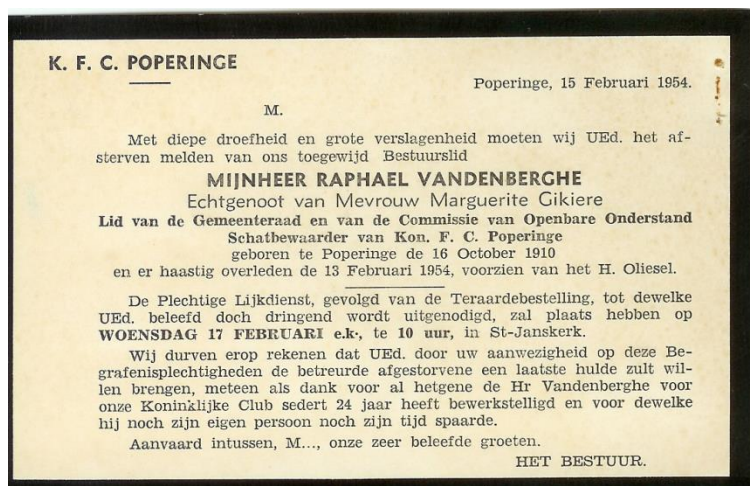 K. F. C. POPERINGE
Poperinge, 15 Februari 1954.
M.
Met diepe droefheid en grote verslagenheid moeten wij UEd. het af-
sterven melden van ons toegewijd Bestuurslid
MIJNHEER RAPHAEL VANDENBERGHE
Echtgenoot van Mevrouw Marguerite Gikiere
Lid van de Gemeenteraad en van de Commissie van Openbare Onderstand
Schatbewaarder van Kon. F. C. Poperinge
geboren te Poperinge de 16 October 1910
en er haastig overleden de 13 Februari 1954, voorzien van het H. Oliesel.
De Plechtige Lijkdienst, gevolgd van de Teraardebestelling, tot dewelke
UEd. beleefd doch dringend wordt uitgenodigd, zal plaats hebben op
WOENSDAG 17 FEBRUARI e.k., te 10 uur, in St-Janskerk.
Wij durven erop rekenen dat UEd. door uw aanwezigheid op deze Be-
grafenisplechtigheden de betreurde afgestorvene een laatste hulde zult wil-
len brengen, meteen als dank voor al hetgene de Hr Vandenberghe voor
onze Koninklijke Club sedert 24 jaar heeft bewerkstelligd en voor dewelke
hij noch zijn eigen persoon noch zijn tijd spaarde.
Aanvaard intussen, M..., onze zeer beleefde groeten.
HET BESTUUR.